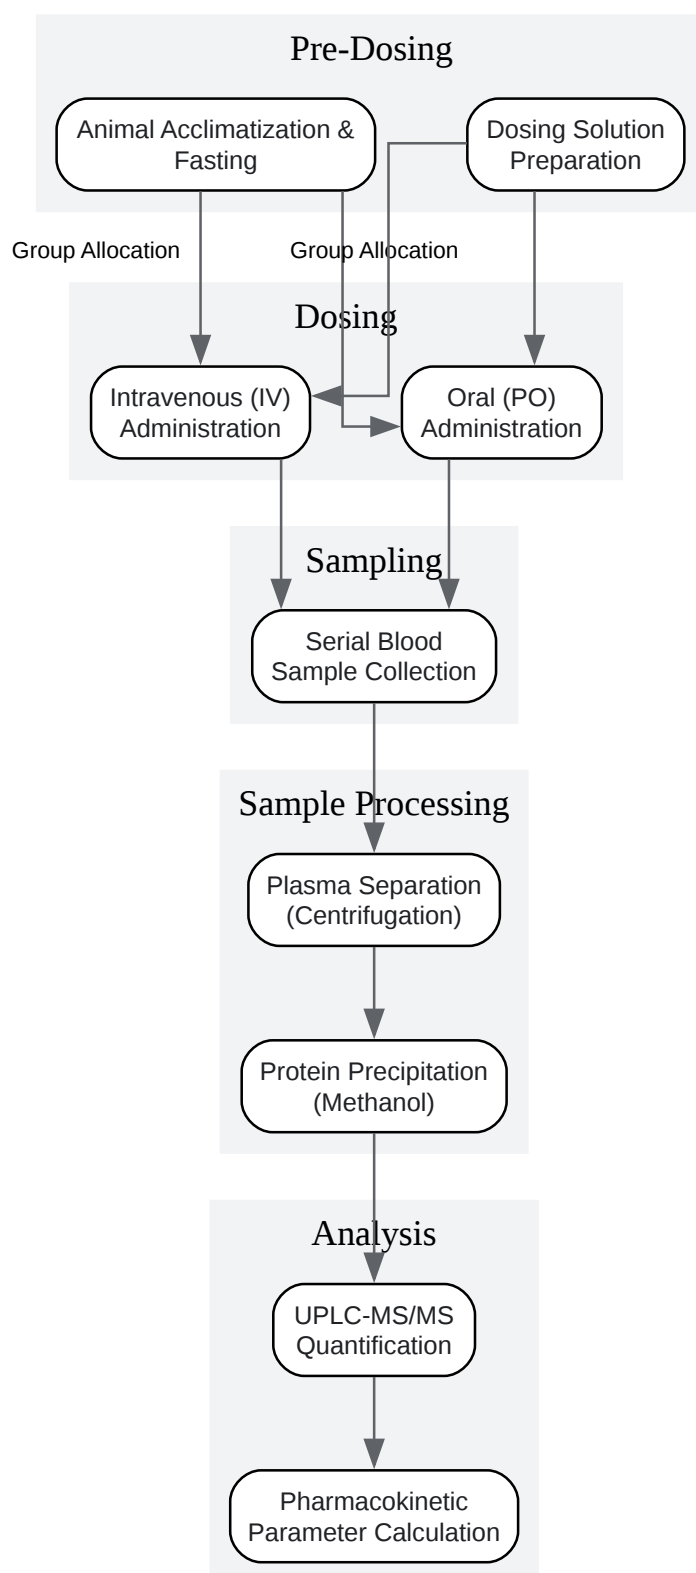 Pre-Dosing
Animal Acclimatization &
Fasting
Dosing Solution
Preparation
Group Allocation
Group Allocation
Dosing
Intravenous (IV)
Administration
Oral (PO)
Administration
Sampling
Serial Blood
Sample Collection
Sample Processing
Plasma Separation
(Centrifugation)
Protein Precipitation
(Methanol)
Analysis
UPLC-MS/MS
Quantification
Pharmacokinetic
Parameter Calculation